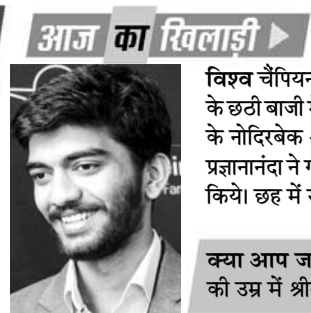 आज का खिलाड़ी
विश्व चैंपियन
के छठी बाजी
के नोदिरबेक
प्रज्ञानानंदा ने
किये। छह में
क्या आप
की उम्र में